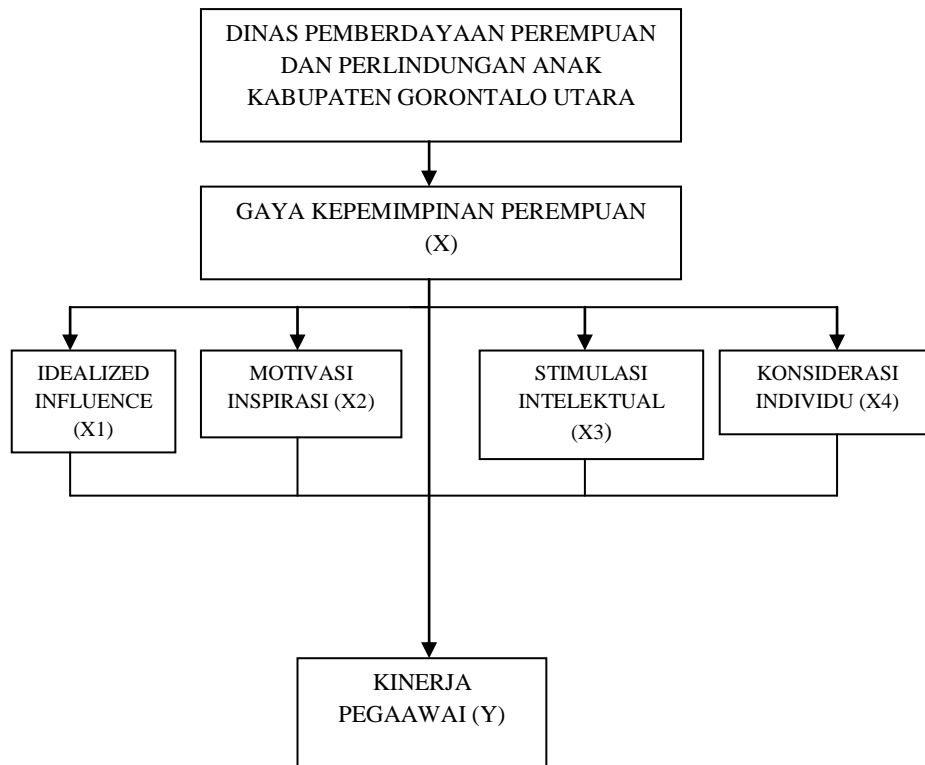 DINAS PEMBERDAYAAN PEREMPUAN
DAN PERLINDUNGAN ANAK
KABUPATEN GORONTALO UTARA
GAYA KEPEMIMPINAN PEREMPUAN
(X)
IDEALIZED
INFLUENCE
(X1)
MOTIVASI
INSPIRASI (X2)
STIMULASI
INTELEKTUAL
(X3)
KONSIDERASI
INDIVIDU (X4)
KINERJA
PEGAAWAI (Y)